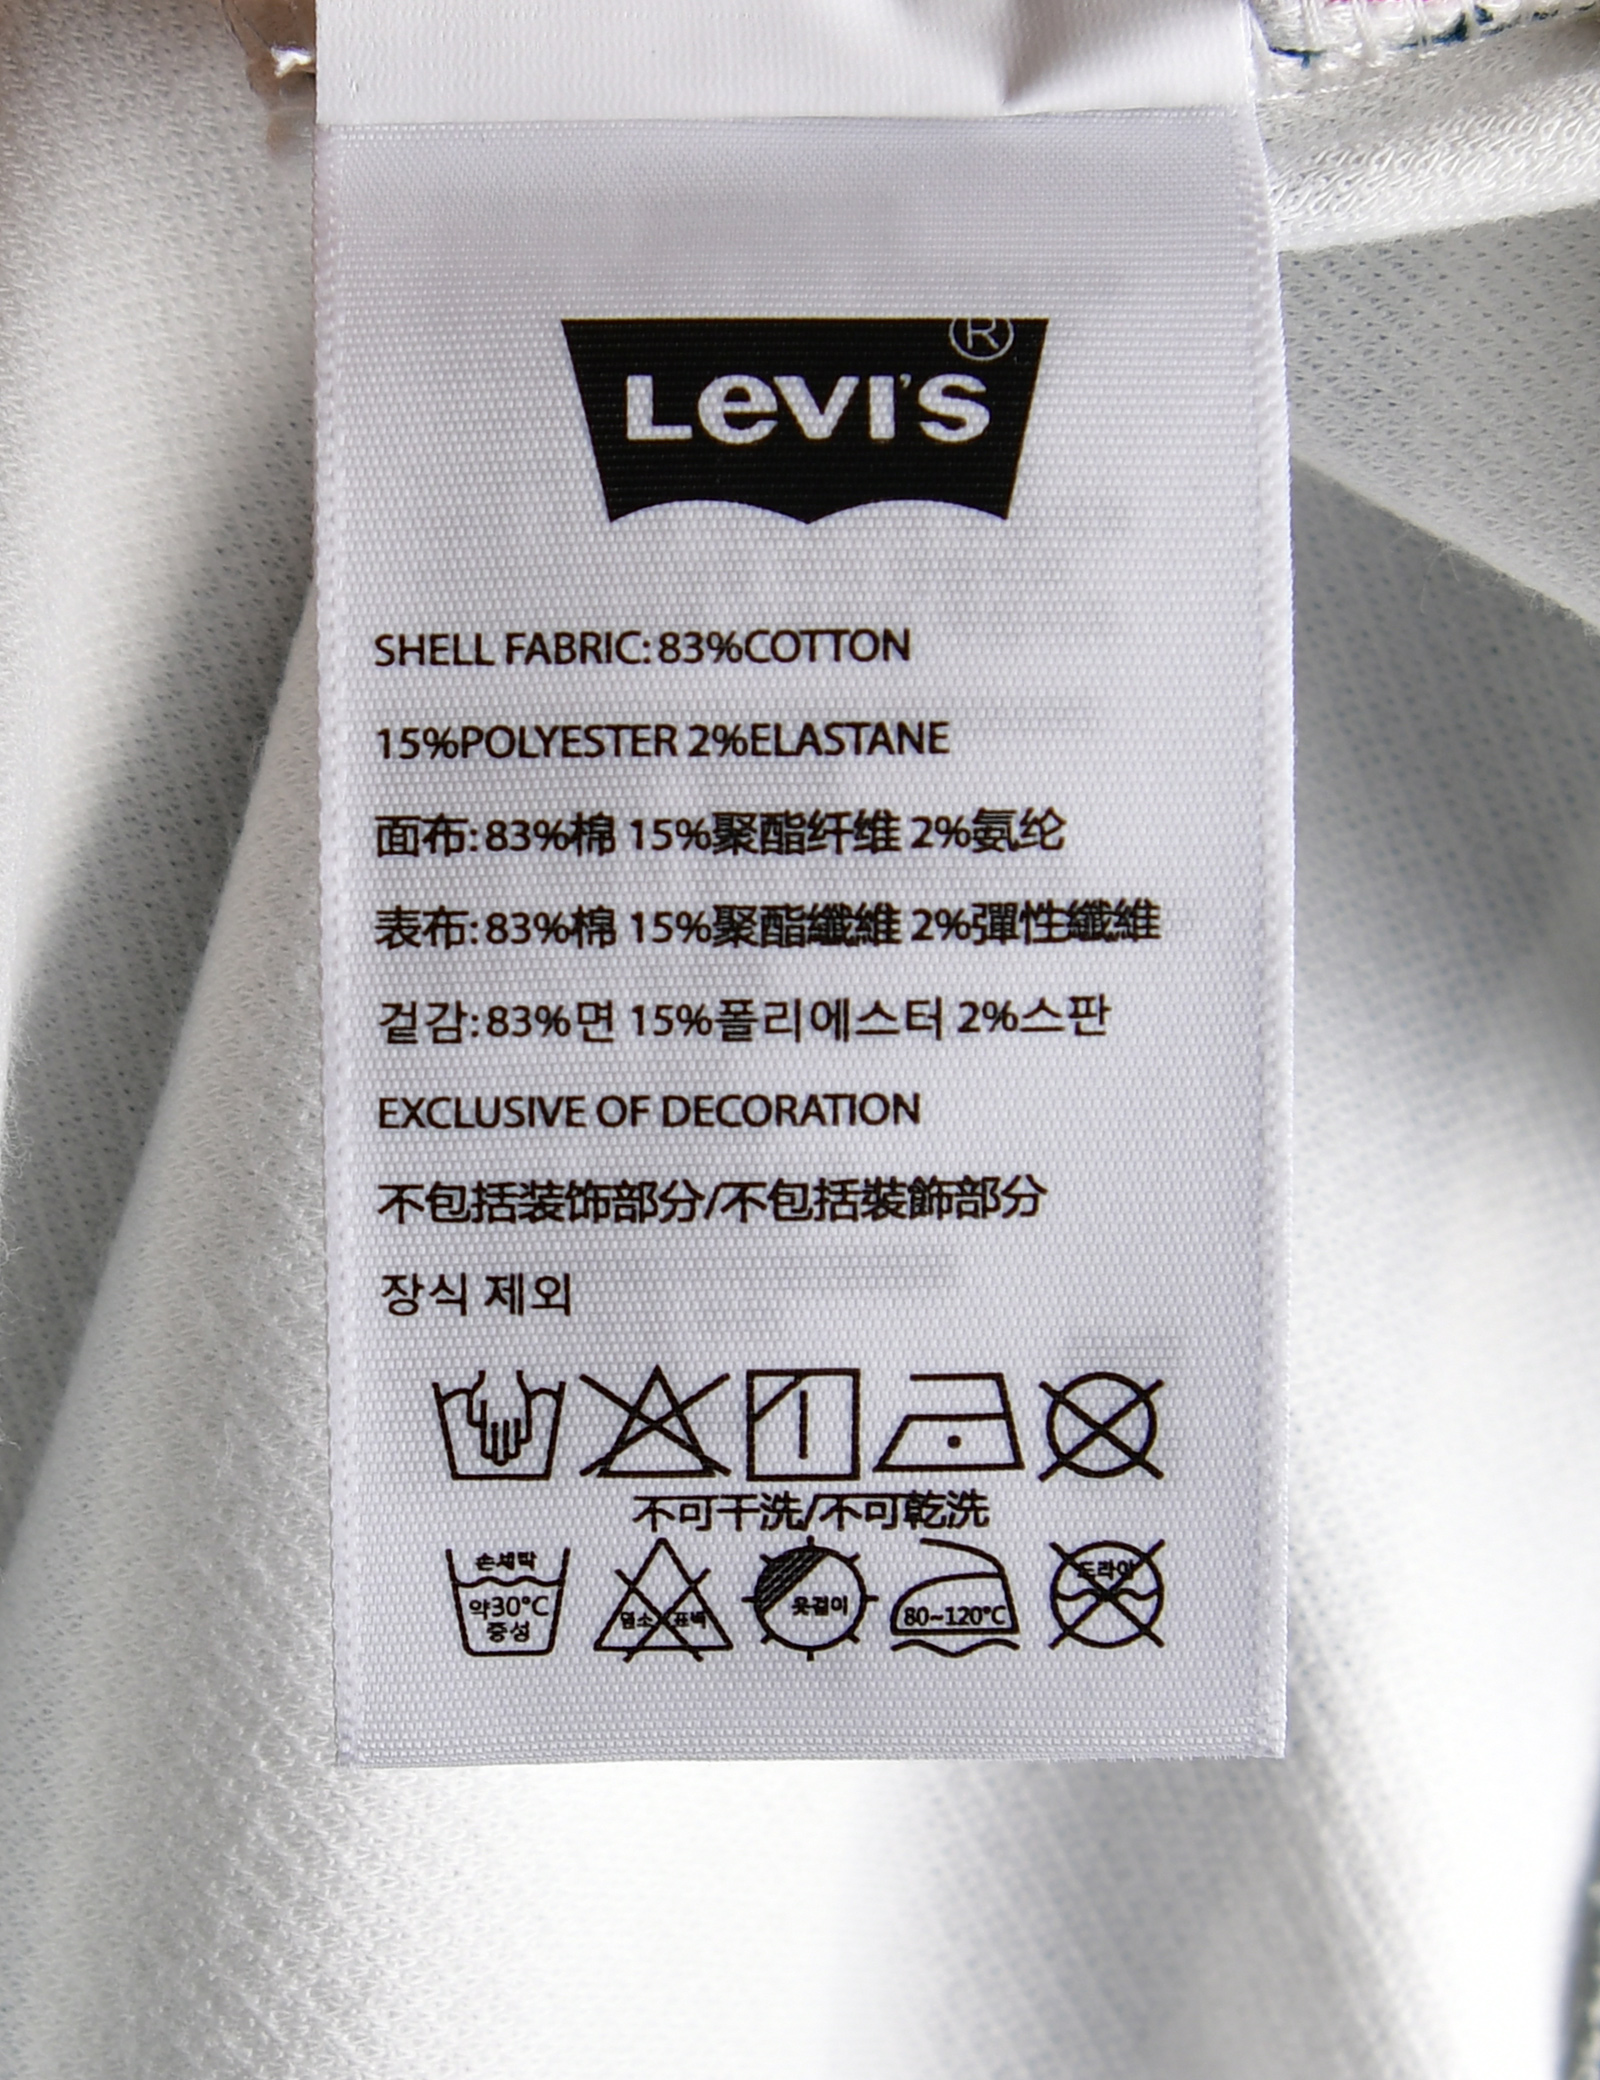 LEVI'S®
SHELL FABRIC: 83%COTTON
15%POLYESTER 2%ELASTANE
面布: 83%棉 15%聚酯纤维 2%氨纶
表布: 83%棉 15%聚酯纖維 2%彈性纖維
겉감: 83%면 15%폴리에스터 2%스판
EXCLUSIVE OF DECORATION
不包括装饰部分/不包括裝飾部分
장식 제외
不可干洗/不可乾洗
손세탁
약30°C
중성
염소 표백
옷걸이
80~120°C
드라이